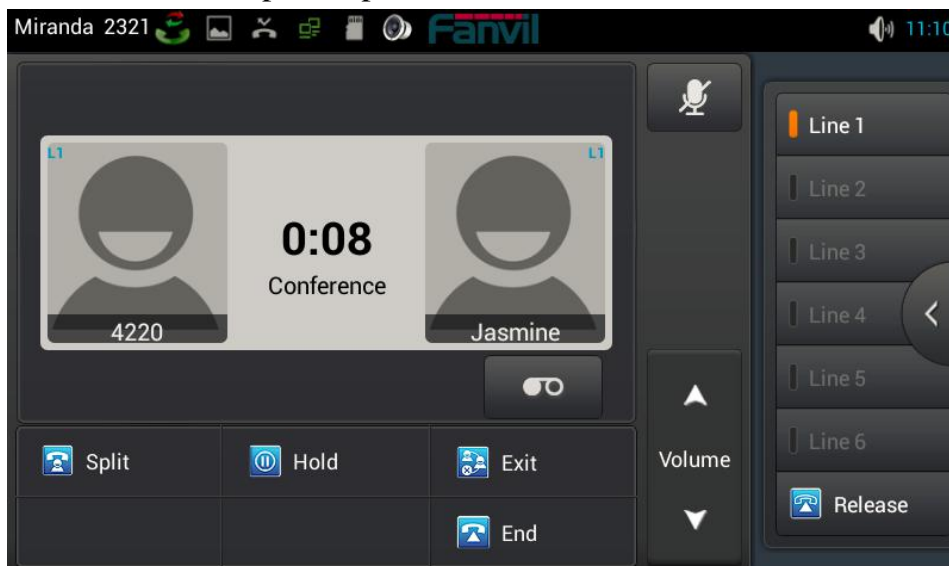 Miranda 2321 Fanvil 11:10
Line 1
L1 L1
Line 2
0:08
Line 3
Conference
4220 Jasmine
Line 4
Line 5
Line 6
Split Hold Exit Volume
Release
End